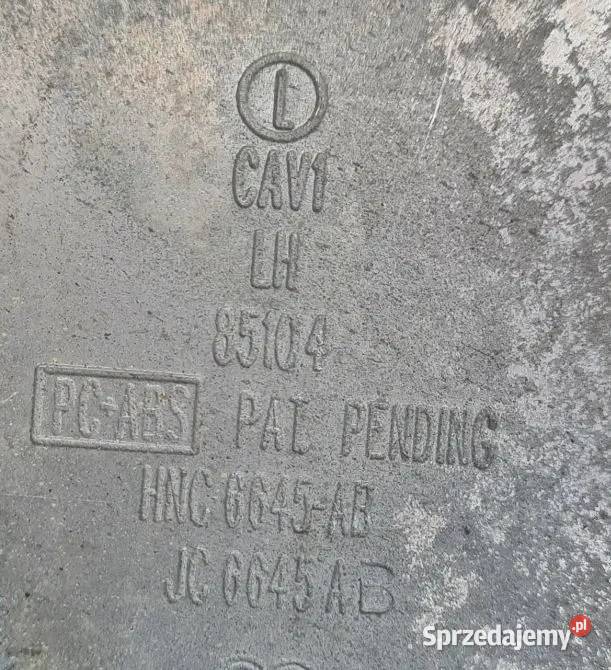 L
CAV1
LH
85104
PC+ABS PAT. PENDING
HNC 6645-AB
JC 6645 AB
Sprzedajemy.pl